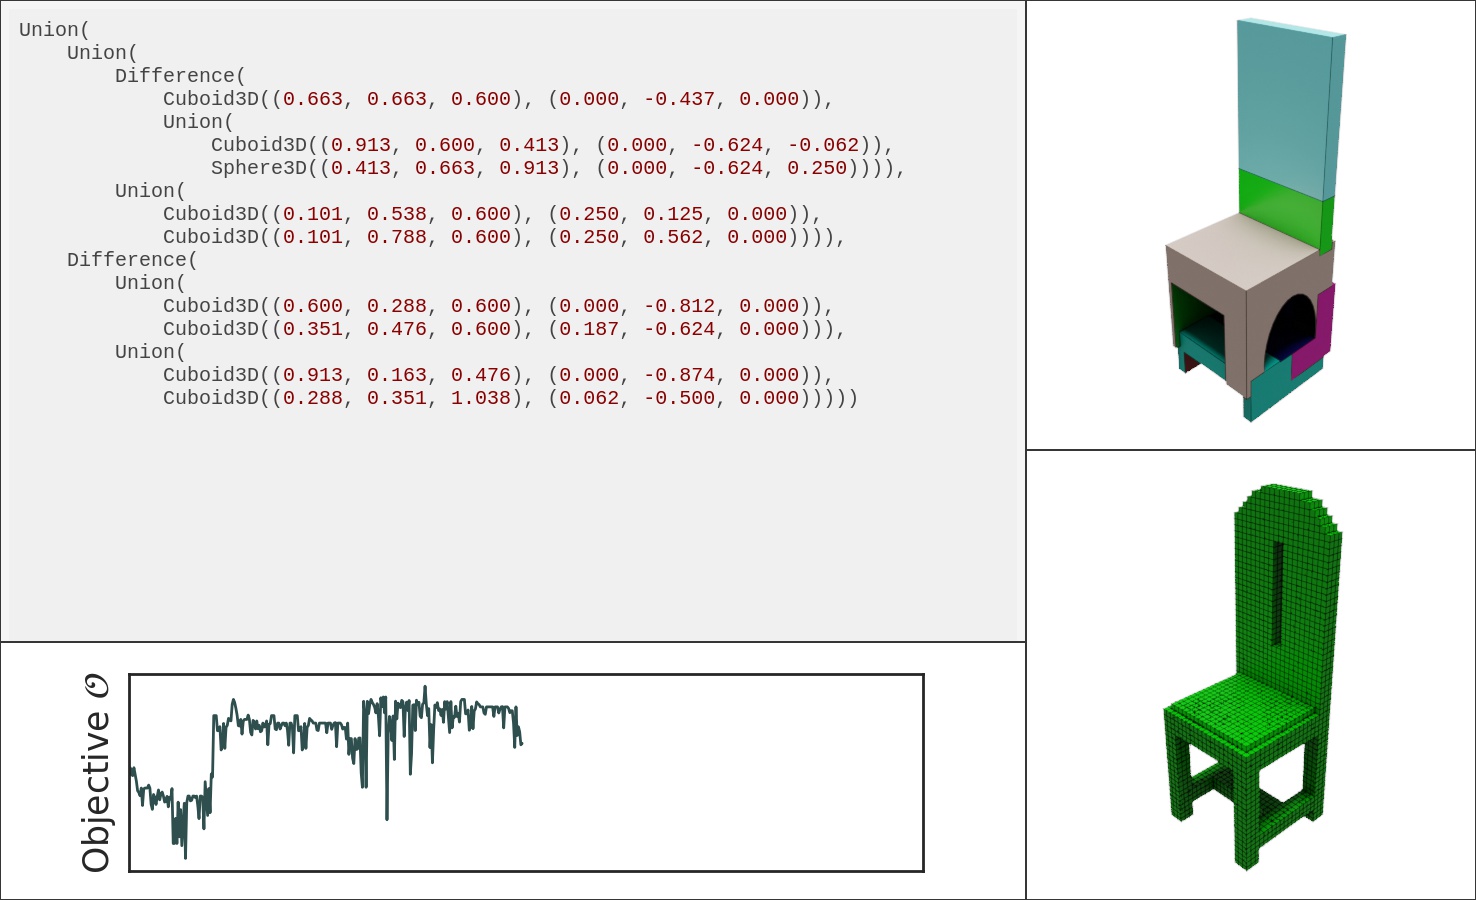 Union(
    Union(
        Difference(
            Cuboid3D((0.663, 0.663, 0.600), (0.000, -0.437, 0.000)),
            Union(
                Cuboid3D((0.913, 0.600, 0.413), (0.000, -0.624, -0.062)),
                Sphere3D((0.413, 0.663, 0.913), (0.000, -0.624, 0.250)))),
        Union(
            Cuboid3D((0.101, 0.538, 0.600), (0.250, 0.125, 0.000)),
            Cuboid3D((0.101, 0.788, 0.600), (0.250, 0.562, 0.000)))),
    Difference(
        Union(
            Cuboid3D((0.600, 0.288, 0.600), (0.000, -0.812, 0.000)),
            Cuboid3D((0.351, 0.476, 0.600), (0.187, -0.624, 0.000))),
        Union(
            Cuboid3D((0.913, 0.163, 0.476), (0.000, -0.874, 0.000)),
            Cuboid3D((0.288, 0.351, 1.038), (0.062, -0.500, 0.000)))))
Objective 𝒪